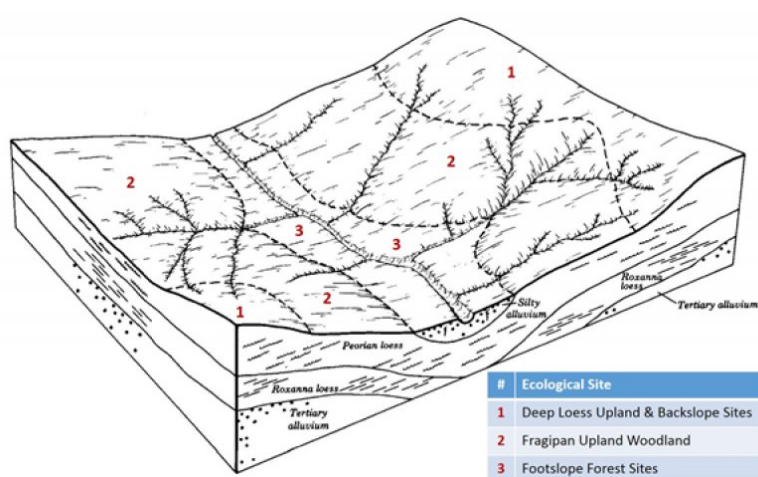 1
2
2
3
3
2
1
Roxanna
loess
Silty
alluvium
Tertiary alluvium
Peorian loess
Roxanna loess
Tertiary
alluvium
# Ecological Site
1 Deep Loess Upland & Backslope Sites
2 Fragipan Upland Woodland
3 Footslope Forest Sites